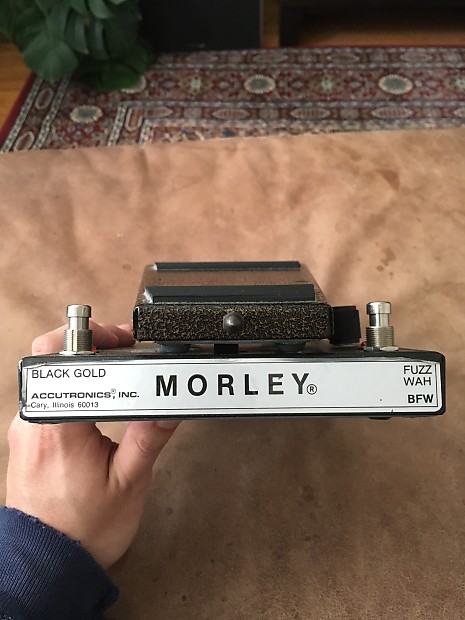 BLACK GOLD
ACCUTRONICS®, INC.
Cary, Illinois 60013
MORLEY®
FUZZ
WAH
BFW